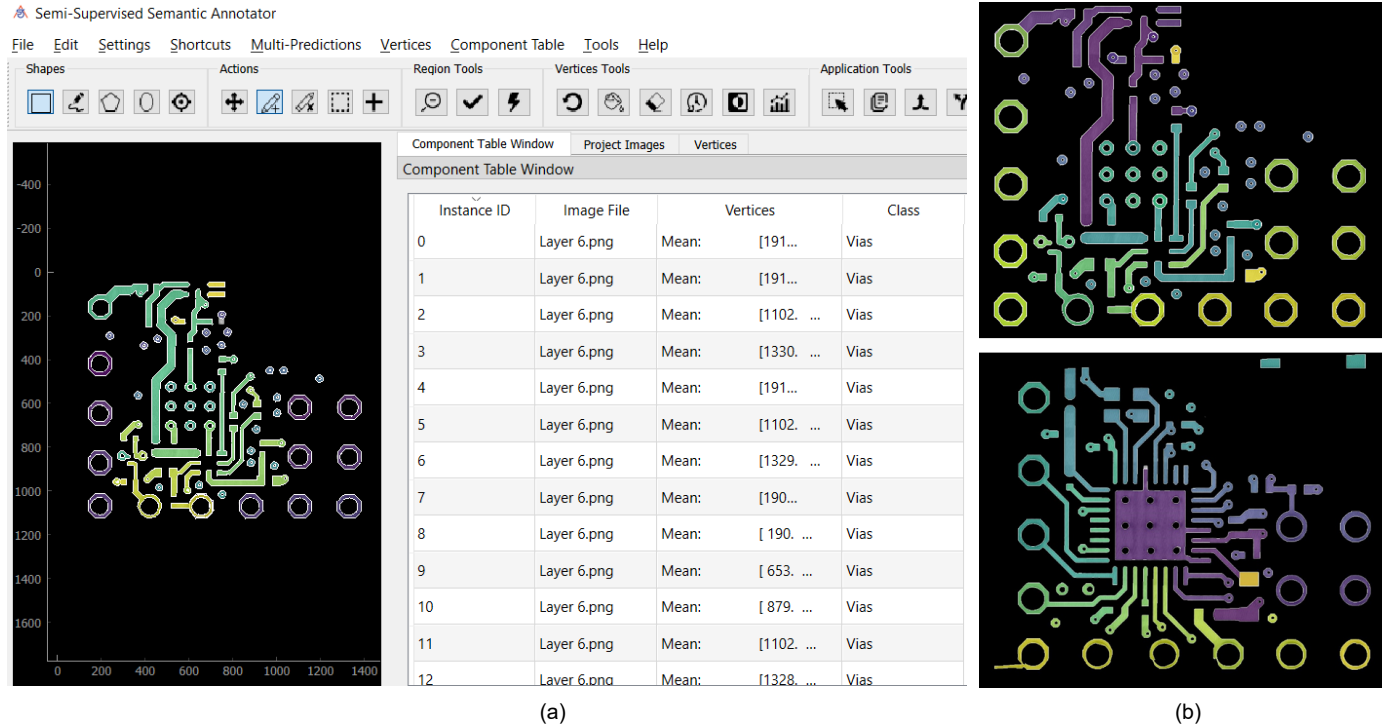 Semi-Supervised Semantic Annotator
File Edit Settings Shortcuts Multi-Predictions Vertices Component Table Tools Help
Shapes Actions Region Tools Vertices Tools Application Tools
Component Table Window Project Images Vertices
Component Table Window
Instance ID Image File Vertices Class
0 Layer 6.png Mean: [191... Vias
1 Layer 6.png Mean: [191... Vias
2 Layer 6.png Mean: [1102. ... Vias
3 Layer 6.png Mean: [1330. ... Vias
4 Layer 6.png Mean: [191... Vias
5 Layer 6.png Mean: [1102. ... Vias
6 Layer 6.png Mean: [1329. ... Vias
7 Layer 6.png Mean: [190... Vias
8 Layer 6.png Mean: [ 190. ... Vias
9 Layer 6.png Mean: [ 653. ... Vias
10 Layer 6.png Mean: [ 879. ... Vias
11 Layer 6.png Mean: [1102. ... Vias
12 Layer 6.png Mean: [1328. ... Vias
-400
-200
0
200
400
600
800
1000
1200
1400
1600
0 200 400 600 800 1000 1200 1400
(a) (b)